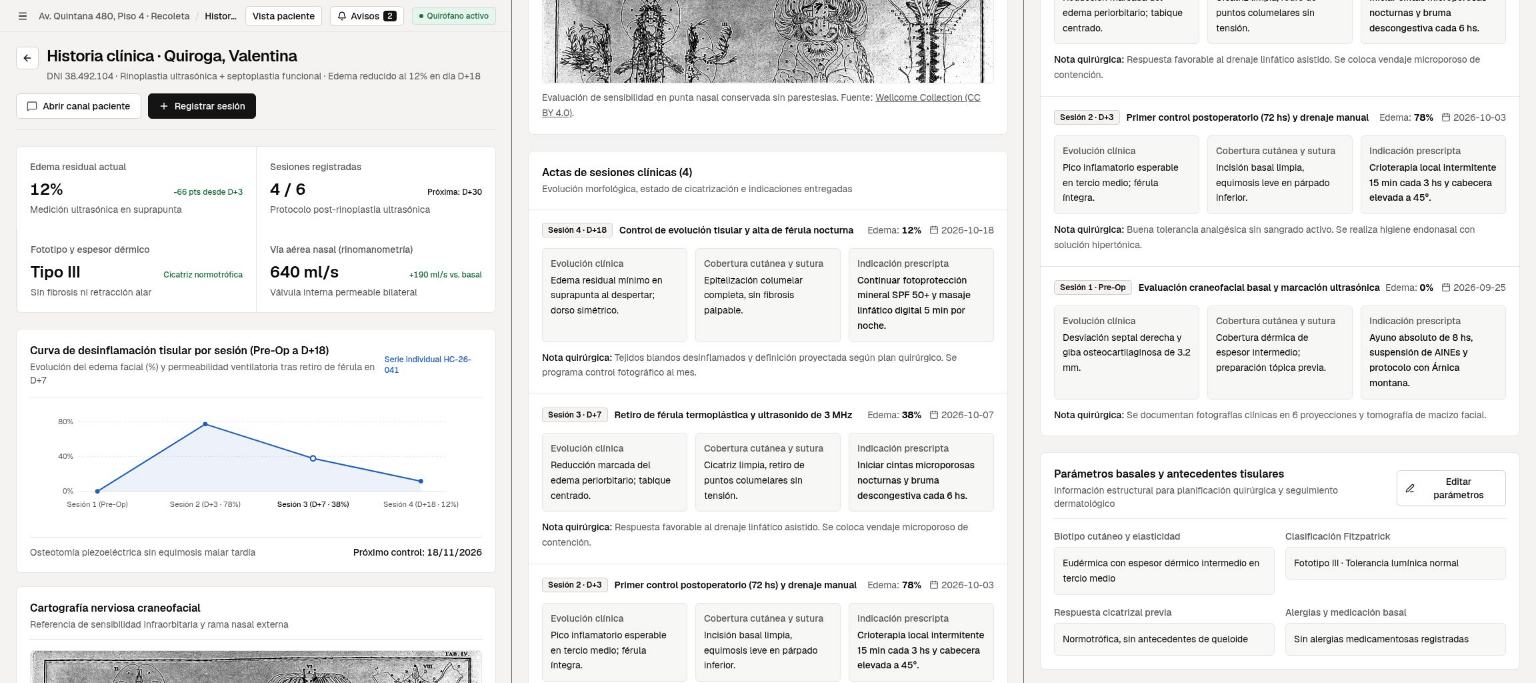 Av. Quintana 480, Piso 4 · Recoleta / Histor...
Vista paciente
Avisos 2
Quirófano activo
Historia clínica · Quiroga, Valentina
DNI 38.492.104 · Rinoplastia ultrasónica + septoplastia funcional · Edema reducido al 12% en día D+18
Abrir canal paciente
Registrar sesión
Edema residual actual
12%
-66 pts desde D+3
Medición ultrasónica en suprapunta
Sesiones registradas
4 / 6
Próxima: D+30
Protocolo post-rinoplastia ultrasónica
Fototipo y espesor dérmico
Tipo III
Cicatriz normotrófica
Sin fibrosis ni retracción alar
Vía aérea nasal (rinomanometría)
640 ml/s
+190 ml/s vs. basal
Válvula interna permeable bilateral
Curva de desinflamación tisular por sesión (Pre-Op a D+18)
Evolución del edema facial (%) y permeabilidad ventilatoria tras retiro de férula en
D+7
Serie Individual HC-26-
041
80%
40%
0%
Sesión 1 (Pre-Op)
Sesión 2 (D+3 · 78%)
Sesión 3 (D+7 · 38%)
Sesión 4 (D+18 · 12%)
Osteotomía piezoeléctrica sin equimosis malar tardía
Próximo control: 18/11/2026
Cartografía nerviosa craneofacial
Referencia de sensibilidad infraorbitaria y rama nasal externa
TAB. IV.
Evaluación de sensibilidad en punta nasal conservada sin parestesias. Fuente: Wellcome Collection (CC
BY 4.0).
Actas de sesiones clínicas (4)
Evolución morfológica, estado de cicatrización e indicaciones entregadas
Sesión 4 · D+18
Control de evolución tisular y alta de férula nocturna
Edema: 12%
2026-10-18
Evolución clínica
Edema residual mínimo en
suprapunta al despertar;
dorso simétrico.
Cobertura cutánea y sutura
Epitelización columelar
completa, sin fibrosis
palpable.
Indicación prescripta
Continuar fotoprotección
mineral SPF 50+ y masaje
linfático digital 5 min por
noche.
Nota quirúrgica: Tejidos blandos desinflamados y definición proyectada según plan quirúrgico. Se
programa control fotográfico al mes.
Sesión 3 · D+7
Retiro de férula termoplástica y ultrasonido de 3 MHz
Edema: 38%
2026-10-07
Evolución clínica
Reducción marcada del
edema periorbitario; tabique
centrado.
Cobertura cutánea y sutura
Cicatriz limpia, retiro de
puntos columelares sin
tensión.
Indicación prescripta
Iniciar cintas microporosas
nocturnas y bruma
descongestiva cada 6 hs.
Nota quirúrgica: Respuesta favorable al drenaje linfático asistido. Se coloca vendaje microporoso de
contención.
Sesión 2 · D+3
Primer control postoperatorio (72 hs) y drenaje manual
Edema: 78%
2026-10-03
Evolución clínica
Pico inflamatorio esperable
en tercio medio; férula
íntegra.
Cobertura cutánea y sutura
Incisión basal limpia,
equimosis leve en párpado
inferior.
Indicación prescripta
Crioterapia local intermitente
15 min cada 3 hs y cabecera
elevada a 45°.
edema periorbitario; tabique
centrado.
puntos columelares sin
tensión.
nocturnas y bruma
descongestiva cada 6 hs.
Nota quirúrgica: Respuesta favorable al drenaje linfático asistido. Se coloca vendaje microporoso de
contención.
Sesión 2 · D+3
Primer control postoperatorio (72 hs) y drenaje manual
Edema: 78%
2026-10-03
Evolución clínica
Pico inflamatorio esperable
en tercio medio; férula
íntegra.
Cobertura cutánea y sutura
Incisión basal limpia,
equimosis leve en párpado
inferior.
Indicación prescripta
Crioterapia local intermitente
15 min cada 3 hs y cabecera
elevada a 45°.
Nota quirúrgica: Buena tolerancia analgésica sin sangrado activo. Se realiza higiene endonasal con
solución hipertónica.
Sesión 1 · Pre-Op
Evaluación craneofacial basal y marcación ultrasónica
Edema: 0%
2026-09-25
Evolución clínica
Desviación septal derecha y
giba osteocartilaginosa de 3.2
mm.
Cobertura cutánea y sutura
Cobertura dérmica de
espesor intermedio;
preparación tópica previa.
Indicación prescripta
Ayuno absoluto de 8 hs,
suspensión de AINEs y
protocolo con Árnica
montana.
Nota quirúrgica: Se documentan fotografías clínicas en 6 proyecciones y tomografía de macizo facial.
Parámetros basales y antecedentes tisulares
Información estructural para planificación quirúrgica y seguimiento
dermatológico
Editar
parámetros
Biotipo cutáneo y elasticidad
Eudérmica con espesor dérmico intermedio en
tercio medio
Clasificación Fitzpatrick
Fototipo III · Tolerancia lumínica normal
Respuesta cicatrizal previa
Normotrófica, sin antecedentes de queloide
Alergias y medicación basal
Sin alergias medicamentosas registradas